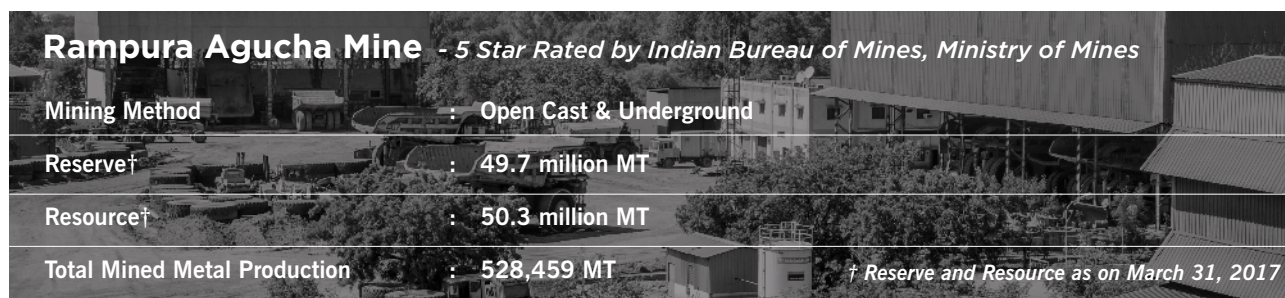 Rampura Agucha Mine - 5 Star Rated by Indian Bureau of Mines, Ministry of Mines
Mining Method : Open Cast & Underground
Reserve† : 49.7 million MT
Resource† : 50.3 million MT
Total Mined Metal Production : 528,459 MT
† Reserve and Resource as on March 31, 2017